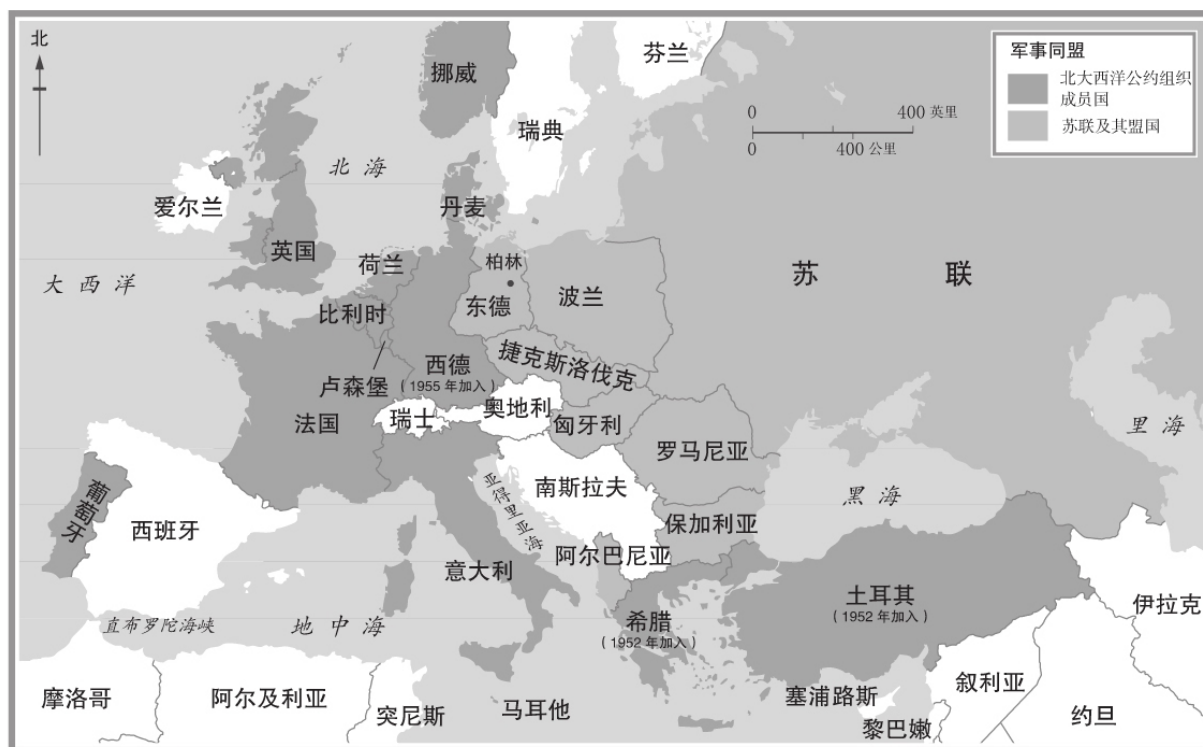 北
军事同盟
北大西洋公约组织
成员国
苏联及其盟国
0 400 英里
0 400 公里
挪威
芬兰
瑞典
北海
爱尔兰
丹麦
英国
荷兰
柏林
大西洋
苏联
东德
波兰
比利时
捷克斯洛伐克
西德
(1955 年加入)
卢森堡
奥地利
瑞士
法国
匈牙利
里海
罗马尼亚
葡萄牙
亚得里亚海
南斯拉夫
黑海
西班牙
保加利亚
阿尔巴尼亚
意大利
土耳其
(1952 年加入)
伊拉克
直布罗陀海峡
地中海
希腊
(1952 年加入)
摩洛哥
阿尔及利亚
突尼斯
马耳他
塞浦路斯
叙利亚
黎巴嫩
约旦